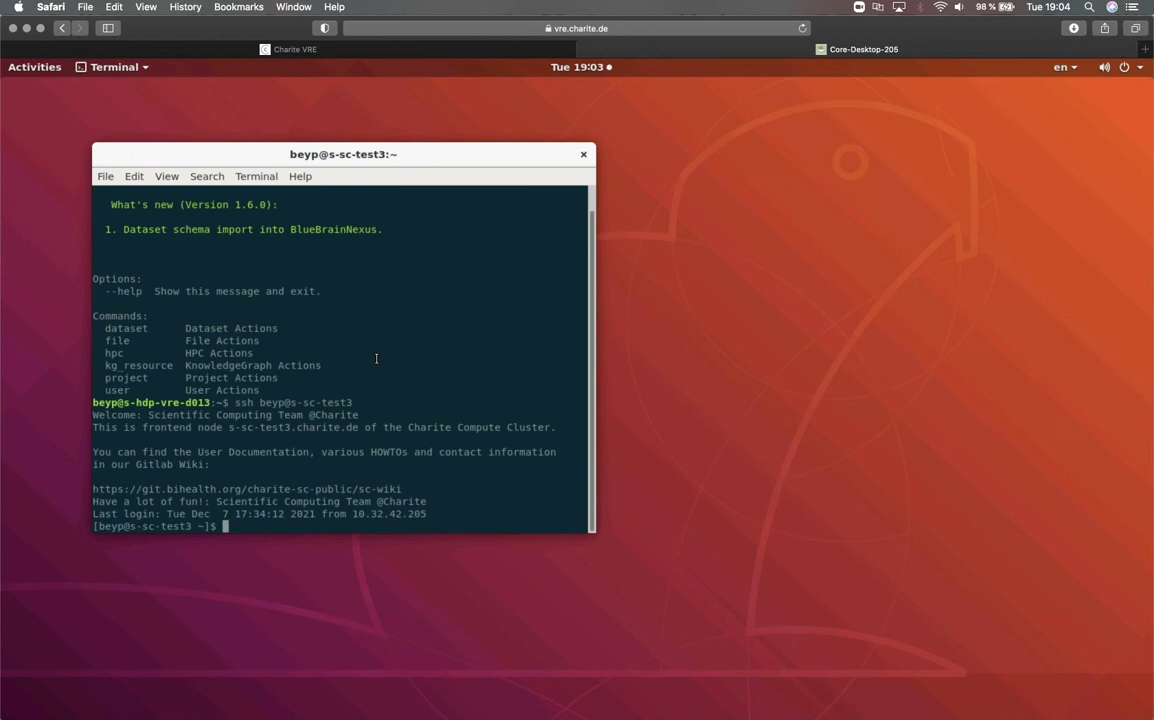 Safari File Edit View History Bookmarks Window Help 98 % Tue 19:04
vre.charite.de
C Charite VRE Core-Desktop-205
Activities Terminal Tue 19:03 en
beyp@s-sc-test3:~
File Edit View Search Terminal Help
What's new (Version 1.6.0):
1. Dataset schema import into BlueBrainNexus.
Options:
--help Show this message and exit.
Commands:
dataset Dataset Actions
file File Actions
hpc HPC Actions
kg_resource KnowledgeGraph Actions
project Project Actions
user User Actions
beyp@s-hdp-vre-d013:~$ ssh beyp@s-sc-test3
Welcome: Scientific Computing Team @Charite
This is frontend node s-sc-test3.charite.de of the Charite Compute Cluster.
You can find the User Documentation, various HOWTOs and contact information
in our Gitlab Wiki:
https://git.bihealth.org/charite-sc-public/sc-wiki
Have a lot of fun!: Scientific Computing Team @Charite
Last login: Tue Dec  7 17:34:12 2021 from 10.32.42.205
[beyp@s-sc-test3 ~]$